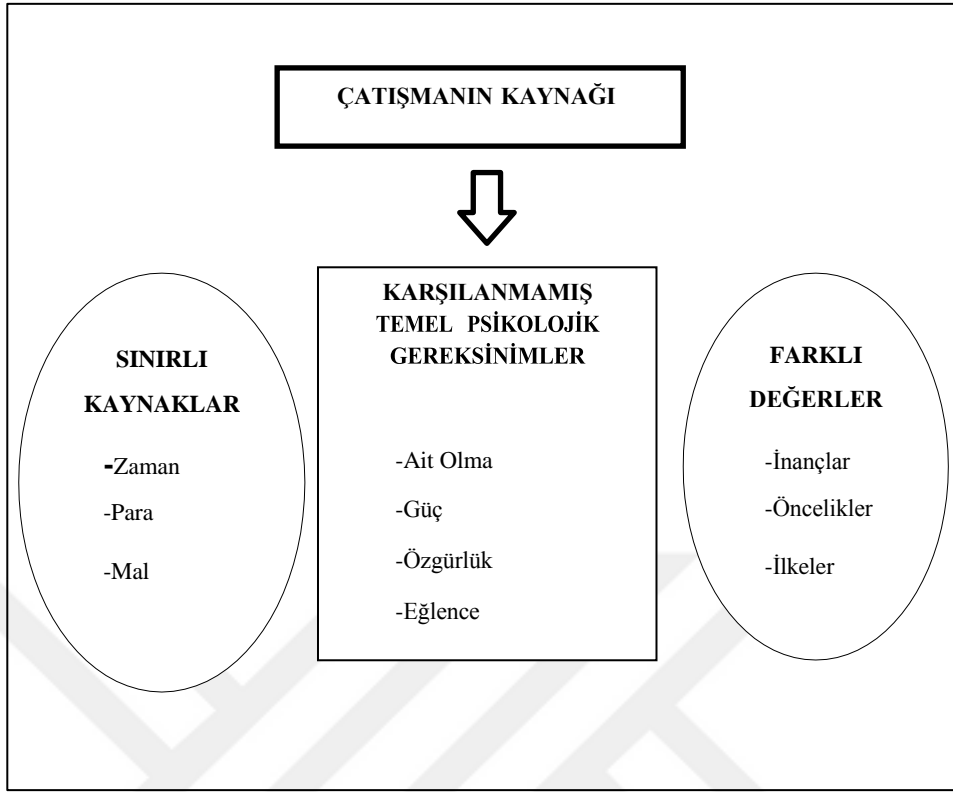 ÇATIŞMANIN KAYNAĞI
SINIRLI
KAYNAKLAR
-Zaman
-Para
-Mal
KARŞILANMAMIŞ
TEMEL PSİKOLOJİK
GEREKSİNİMLER
-Ait Olma
-Güç
-Özgürlük
-Eğlence
FARKLI
DEĞERLER
-İnançlar
-Öncelikler
-İlkeler